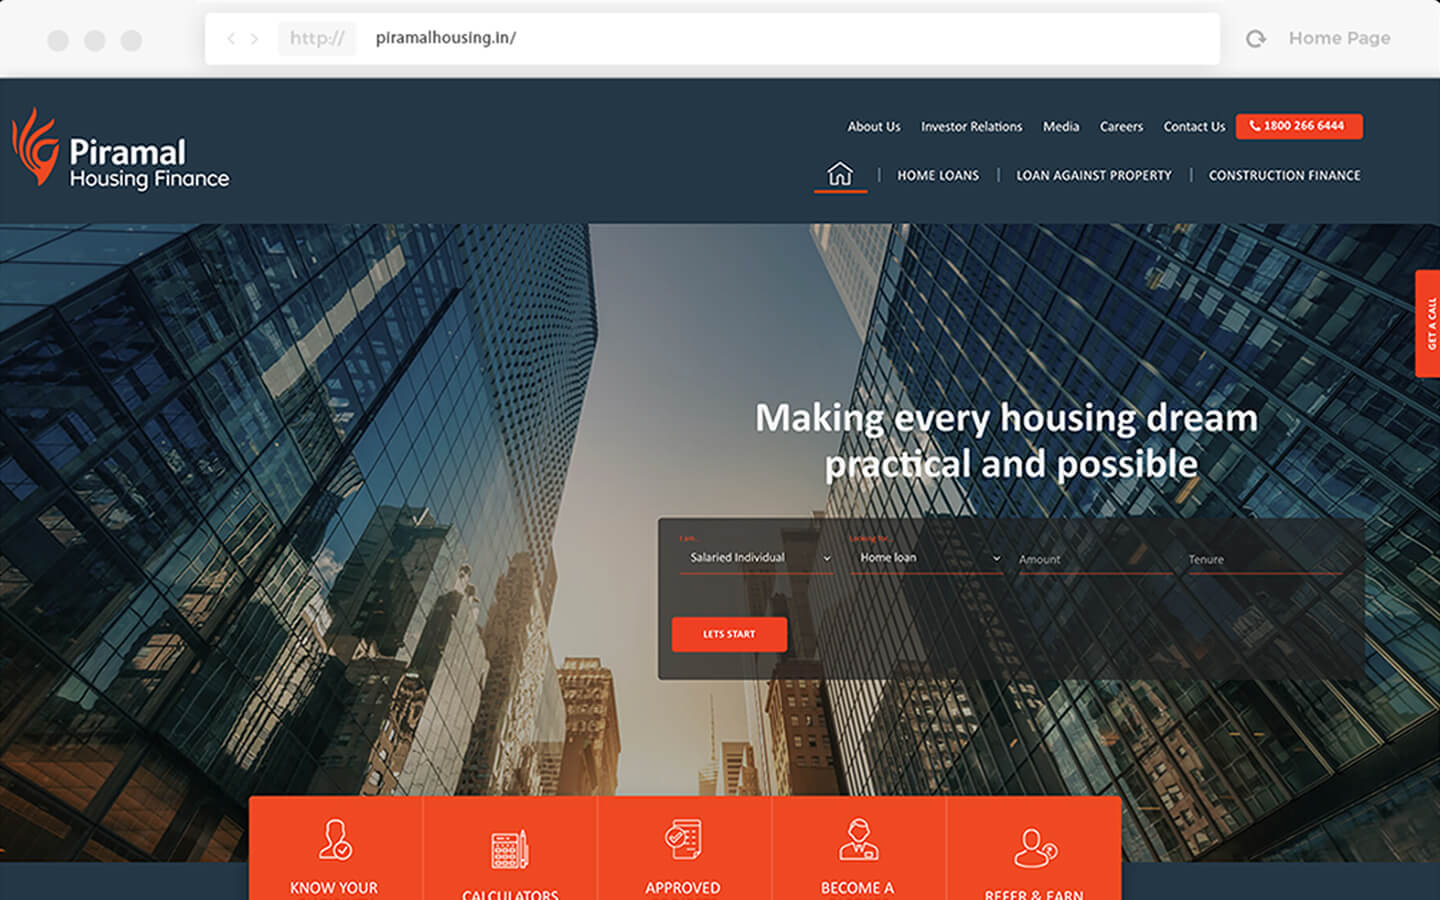 http://
piramalhousing.in/
Home Page
Piramal
Housing Finance
About Us
Investor Relations
Media
Careers
Contact Us
1800 266 6444
HOME LOANS
LOAN AGAINST PROPERTY
CONSTRUCTION FINANCE
GET A CALL
Making every housing dream
practical and possible
I am..
Looking for..
Salaried Individual
Home loan
Amount
Tenure
LETS START
KNOW YOUR
CALCULATORS
APPROVED
BECOME A
REFER & EARN